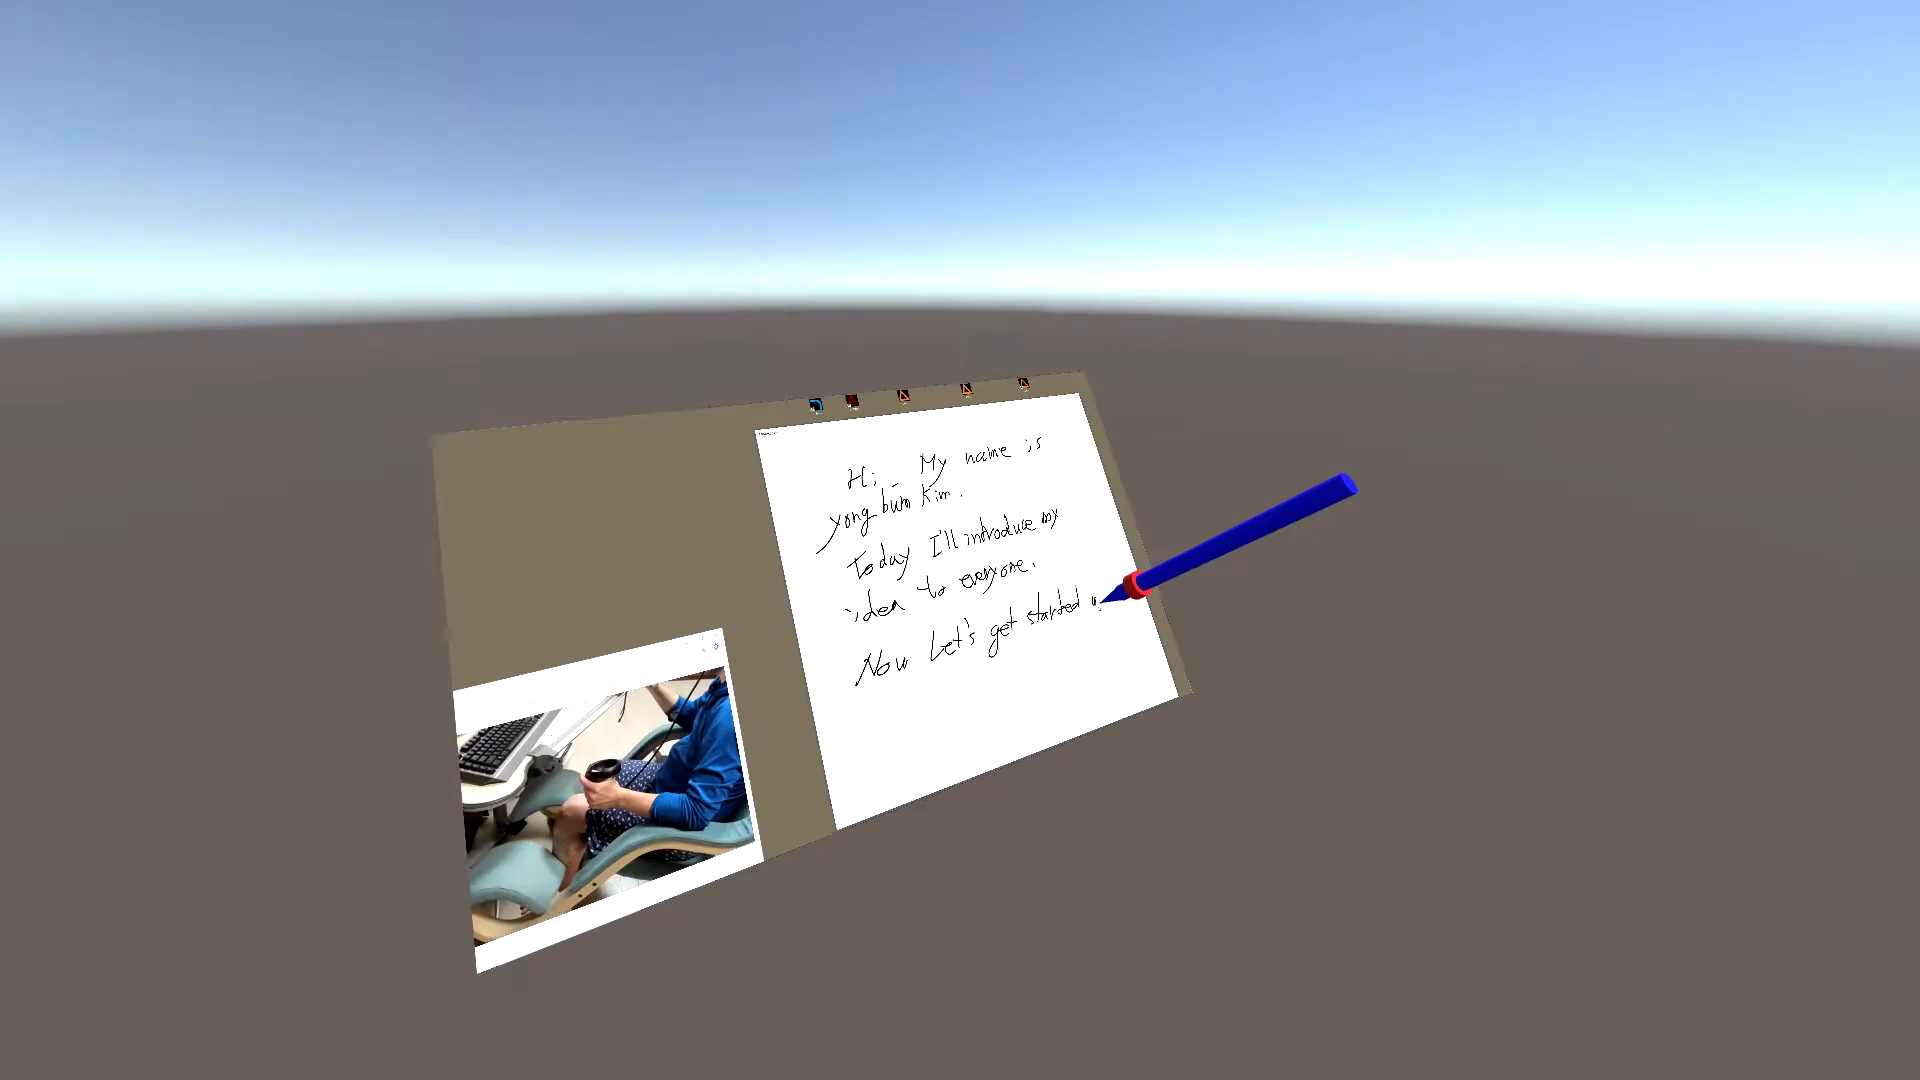 Hi, My name is
yong bum Kim.
Today I'll introduce my
idea to everyone.
Now Let's get started